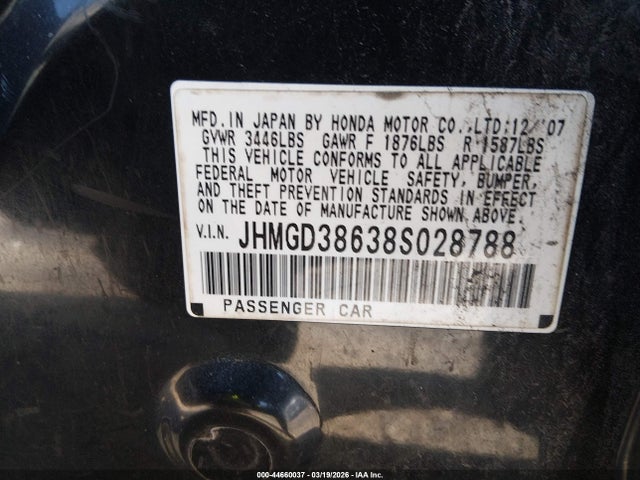 MFD.IN JAPAN BY HONDA MOTOR CO.,LTD:12/'07
GVWR 3446LBS GAWR F 1876LBS R 1587LBS
THIS VEHICLE CONFORMS TO ALL APPLICABLE
FEDERAL MOTOR VEHICLE SAFETY, BUMPER,
AND THEFT PREVENTION STANDARDS IN EFFECT
ON THE DATE OF MANUFACTURE SHOWN ABOVE.
V.I.N. JHMGD38638S028788
PASSENGER CAR
000-44660037 - 03/19/2026 - IAA Inc.